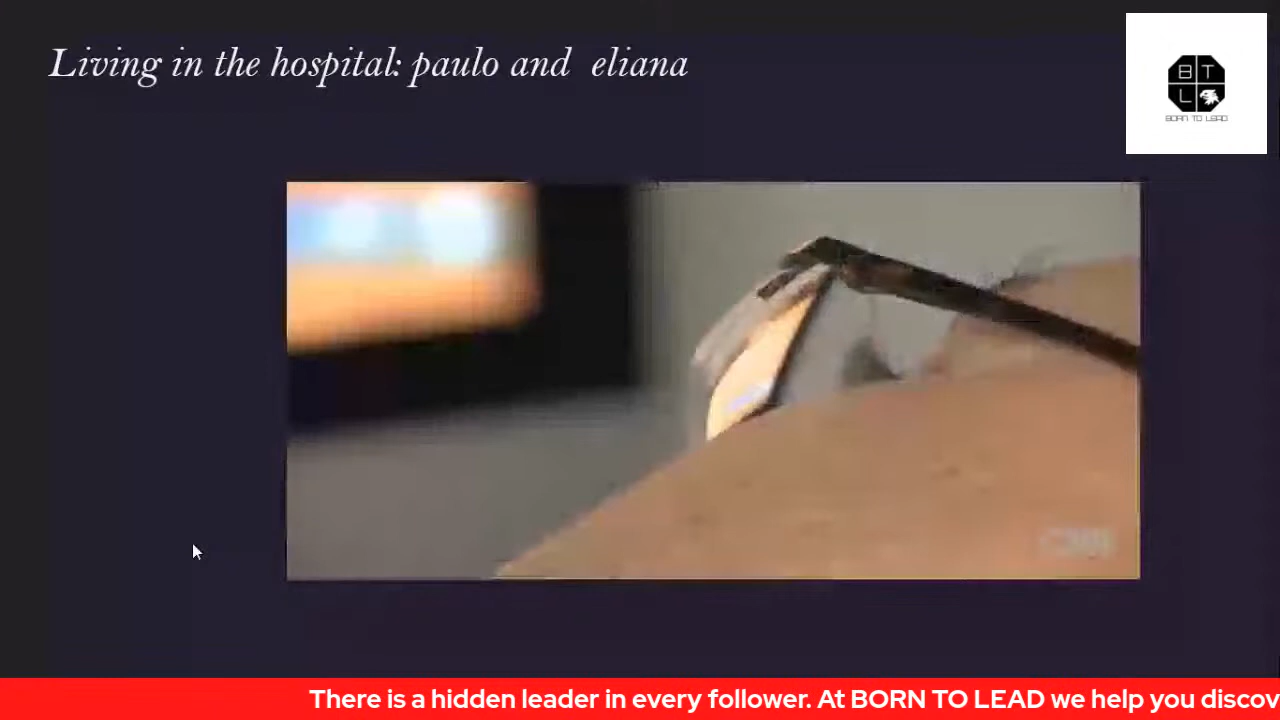 Living in the hospital: paulo and eliana
B T
L
BORN TO LEAD
There is a hidden leader in every follower. At BORN TO LEAD we help you discov